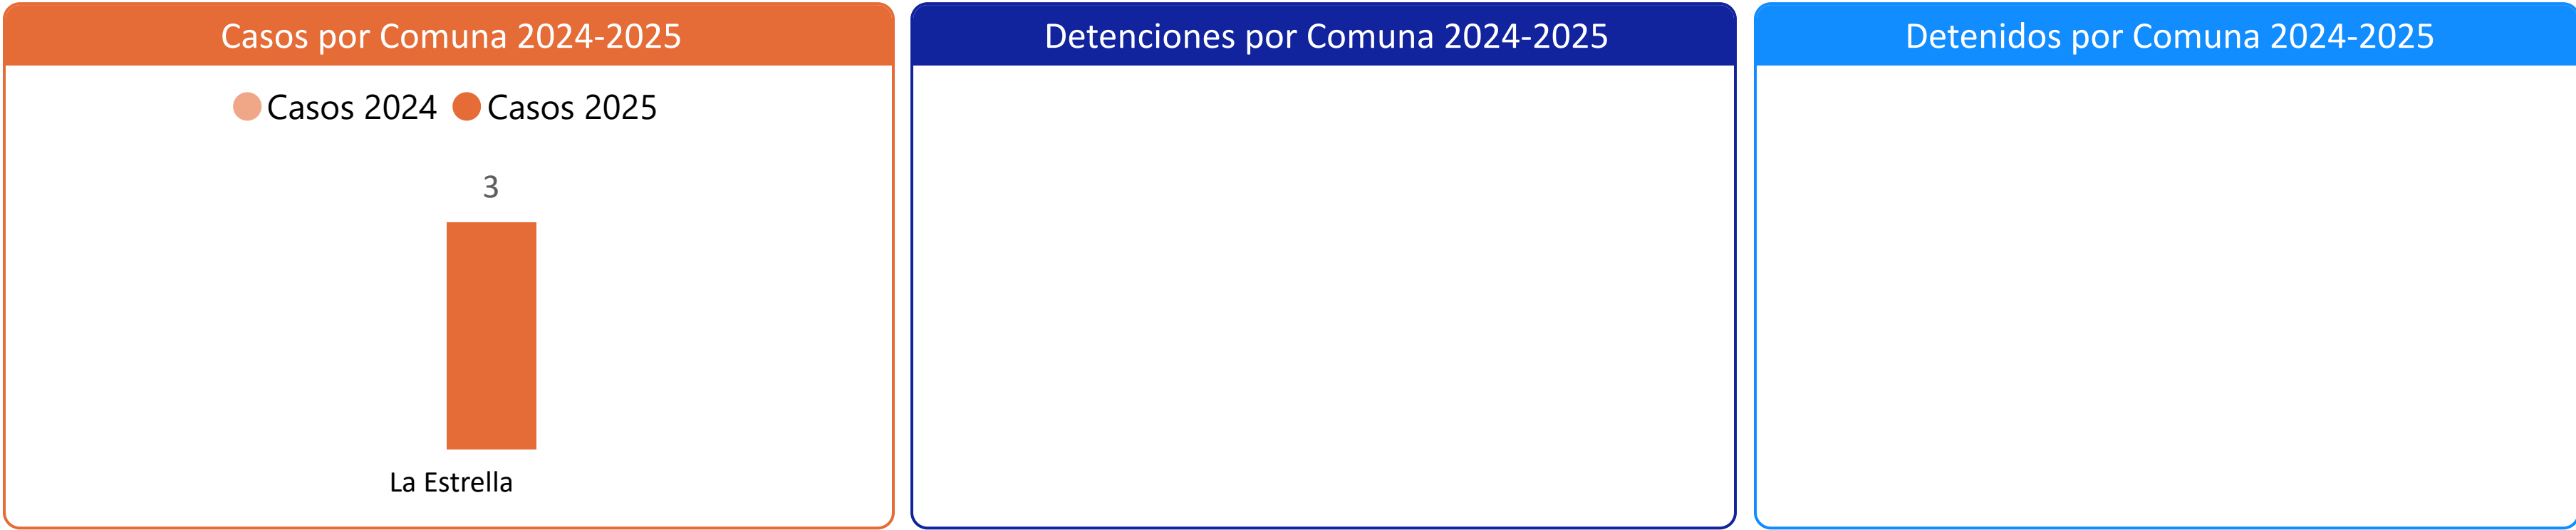 Casos por Comuna 2024-2025
Casos 2024 Casos 2025
3
La Estrella
Detenciones por Comuna 2024-2025
Detenidos por Comuna 2024-2025